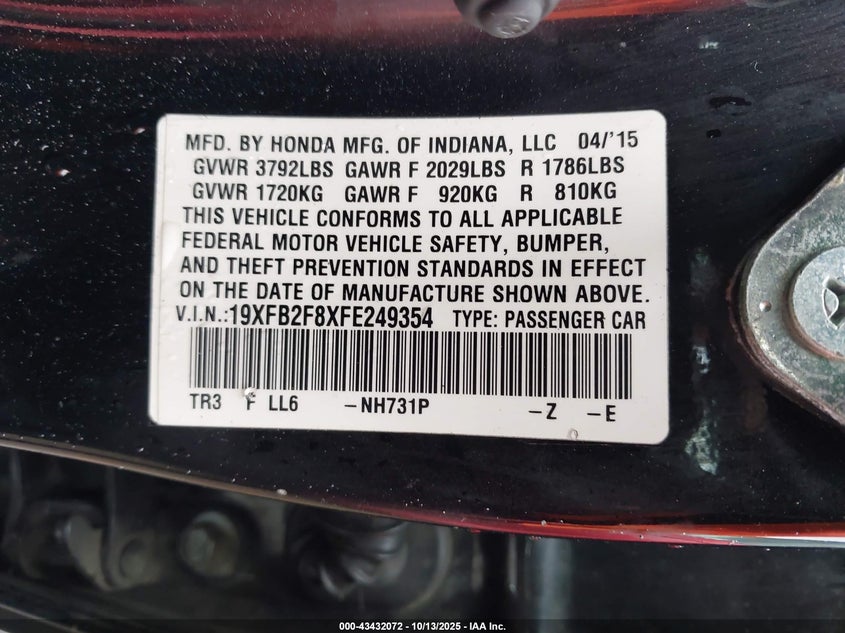 MFD. BY HONDA MFG. OF INDIANA, LLC 04/'15
GVWR 3792LBS GAWR F 2029LBS R 1786LBS
GVWR 1720KG GAWR F 920KG R 810KG
THIS VEHICLE CONFORMS TO ALL APPLICABLE
FEDERAL MOTOR VEHICLE SAFETY, BUMPER,
AND THEFT PREVENTION STANDARDS IN EFFECT
ON THE DATE OF MANUFACTURE SHOWN ABOVE.
V.I.N.:19XFB2F8XFE249354 TYPE: PASSENGER CAR
TR3 F LL6 -NH731P -Z -E
000-43432072 | 10/13/2025 - IAA Inc.